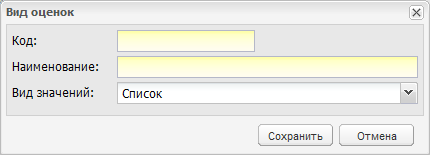 Вид оценок
Код:
Наименование:
Вид значений: Список
Сохранить Отмена